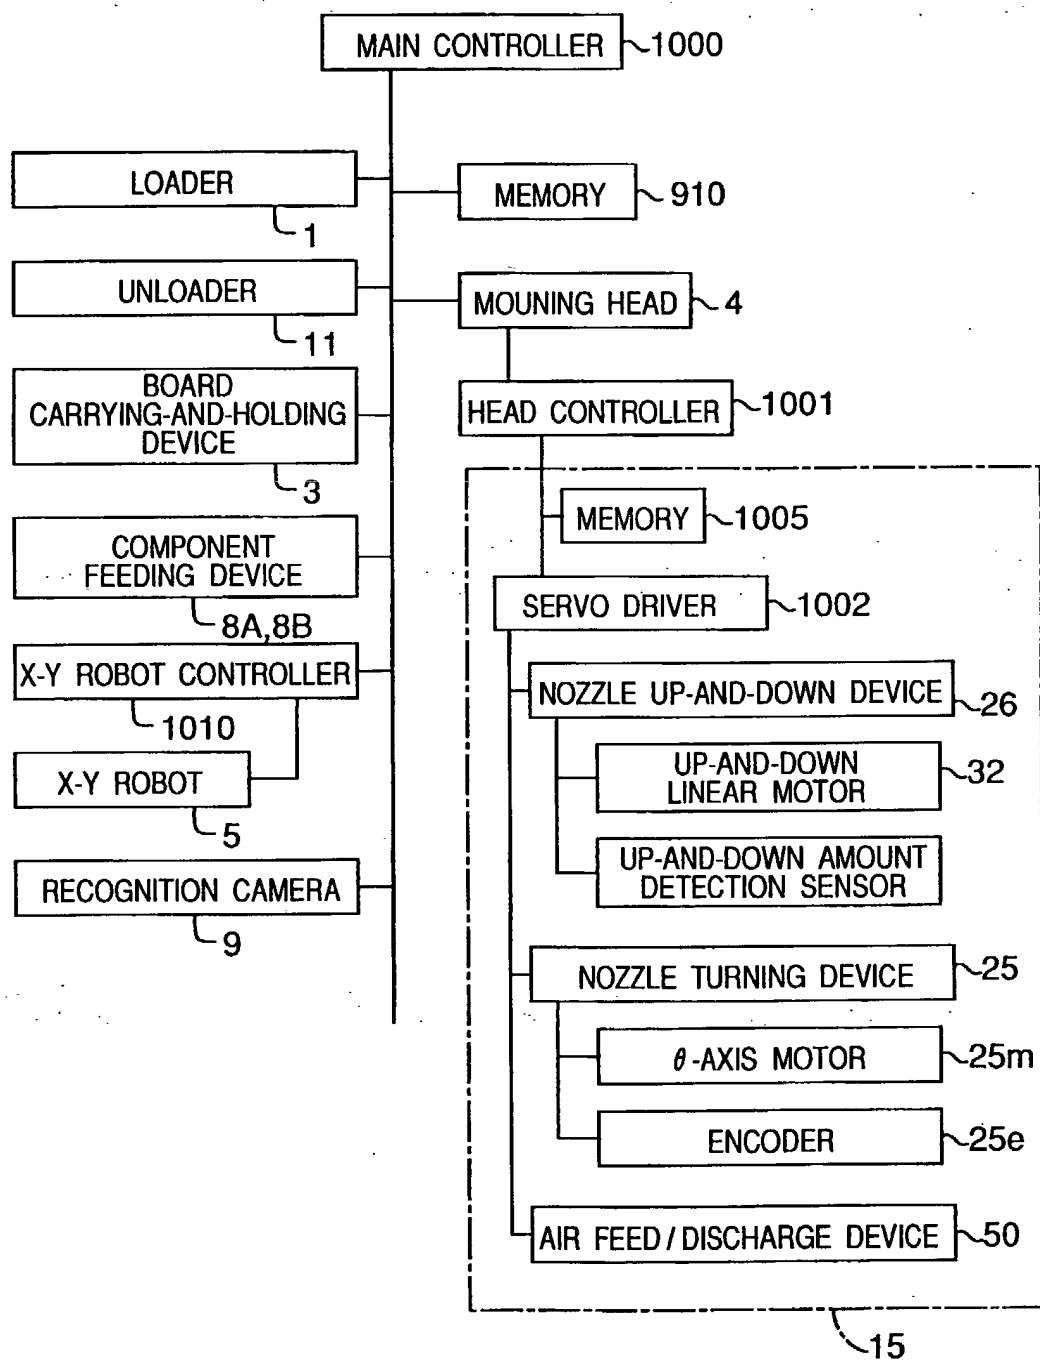 MAIN CONTROLLER
1000
LOADER
1
MEMORY
910
UNLOADER
11
MOUNING HEAD
4
BOARD
CARRYING-AND-HOLDING
DEVICE
3
HEAD CONTROLLER
1001
MEMORY
1005
COMPONENT
FEEDING DEVICE
8A,8B
SERVO DRIVER
1002
X-Y ROBOT CONTROLLER
1010
NOZZLE UP-AND-DOWN DEVICE
26
X-Y ROBOT
5
UP-AND-DOWN
LINEAR MOTOR
32
UP-AND-DOWN AMOUNT
DETECTION SENSOR
RECOGNITION CAMERA
9
NOZZLE TURNING DEVICE
25
θ-AXIS MOTOR
25m
ENCODER
25e
AIR FEED/DISCHARGE DEVICE
50
15